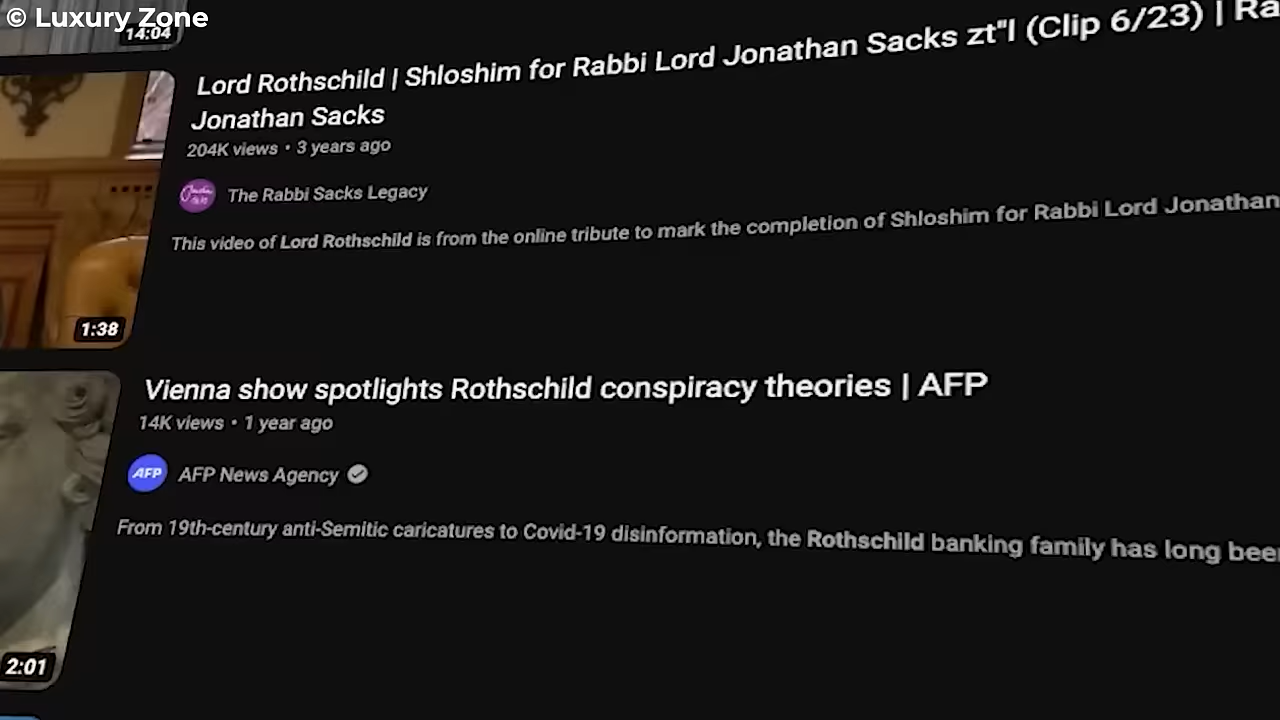 © Luxury Zone
14:04
Lord Rothschild | Shloshim for Rabbi Lord Jonathan Sacks zt"l (Clip 6/23) | Ra
Jonathan Sacks
204K views • 3 years ago
The Rabbi Sacks Legacy
This video of Lord Rothschild is from the online tribute to mark the completion of Shloshim for Rabbi Lord Jonathan
1:38
Vienna show spotlights Rothschild conspiracy theories | AFP
14K views • 1 year ago
AFP
AFP News Agency
From 19th-century anti-Semitic caricatures to Covid-19 disinformation, the Rothschild banking family has long been
2:01